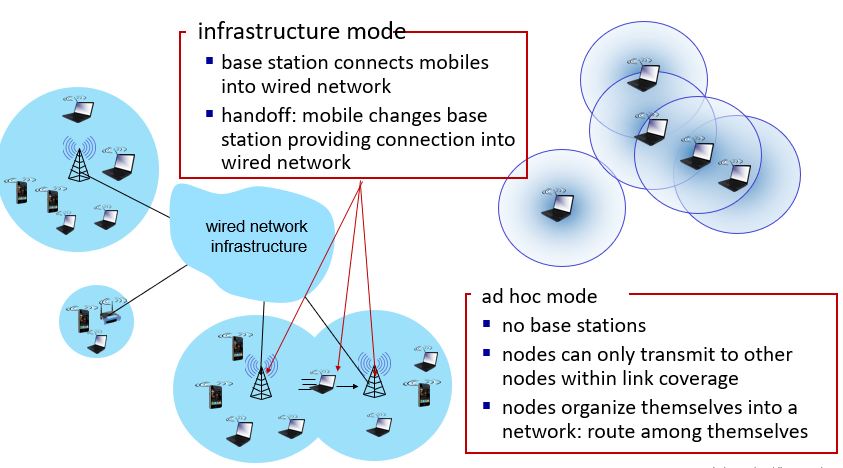 infrastructure mode
base station connects mobiles
into wired network
handoff: mobile changes base
station providing connection into
wired network
wired network
infrastructure
ad hoc mode
no base stations
nodes can only transmit to other
nodes within link coverage
nodes organize themselves into a
network: route among themselves